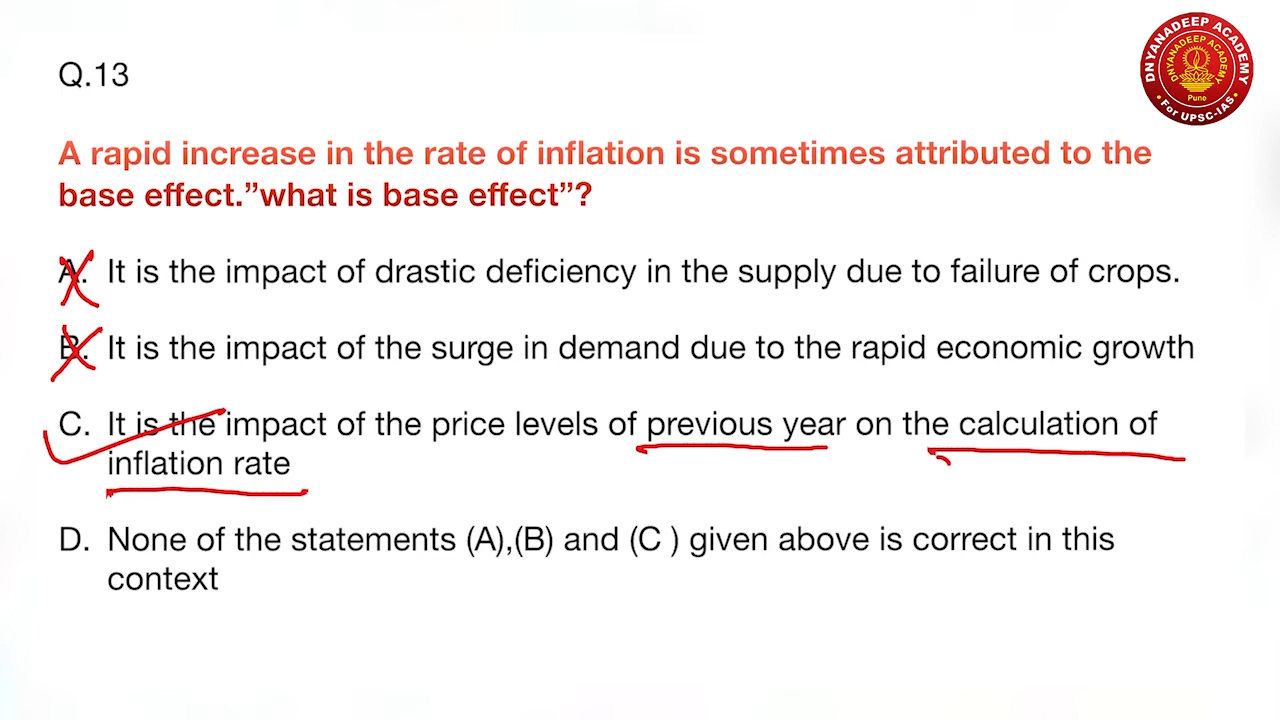 DNYANADEEP ACADEMY
DNYANADEEP ACADEMY
Pune
• For UPSC-IAS •
Q.13
A rapid increase in the rate of inflation is sometimes attributed to the
base effect.”what is base effect”?
A. It is the impact of drastic deficiency in the supply due to failure of crops.
B. It is the impact of the surge in demand due to the rapid economic growth
C. It is the impact of the price levels of previous year on the calculation of
inflation rate
D. None of the statements (A),(B) and (C ) given above is correct in this
context